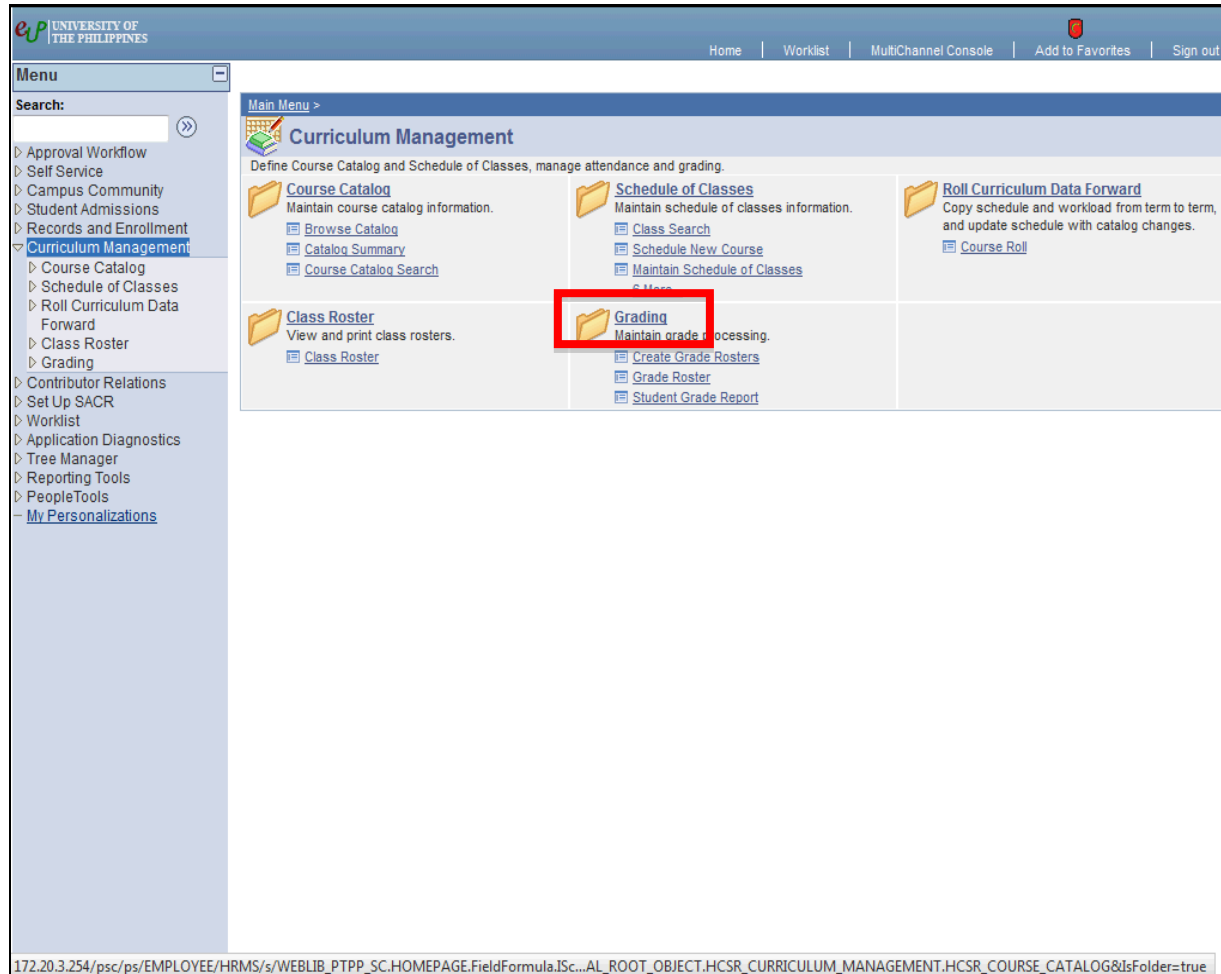 eUP UNIVERSITY OF
THE PHILIPPINES
Home | Worklist | MultiChannel Console | Add to Favorites | Sign out
Menu
Search:
Approval Workflow
Self Service
Campus Community
Student Admissions
Records and Enrollment
Curriculum Management
Course Catalog
Schedule of Classes
Roll Curriculum Data
Forward
Class Roster
Grading
Contributor Relations
Set Up SACR
Worklist
Application Diagnostics
Tree Manager
Reporting Tools
PeopleTools
My Personalizations
Main Menu >
Curriculum Management
Define Course Catalog and Schedule of Classes, manage attendance and grading.
Course Catalog
Maintain course catalog information.
Browse Catalog
Catalog Summary
Course Catalog Search
Schedule of Classes
Maintain schedule of classes information.
Class Search
Schedule New Course
Maintain Schedule of Classes
6 More...
Roll Curriculum Data Forward
Copy schedule and workload from term to term,
and update schedule with catalog changes.
Course Roll
Class Roster
View and print class rosters.
Class Roster
Grading
Maintain grade processing.
Create Grade Rosters
Grade Roster
Student Grade Report
172.20.3.254/psc/ps/EMPLOYEE/HRMS/s/WEBLIB_PTPP_SC.HOMEPAGE.FieldFormula.ISc...AL_ROOT_OBJECT.HCSR_CURRICULUM_MANAGEMENT.HCSR_COURSE_CATALOG&IsFolder=true